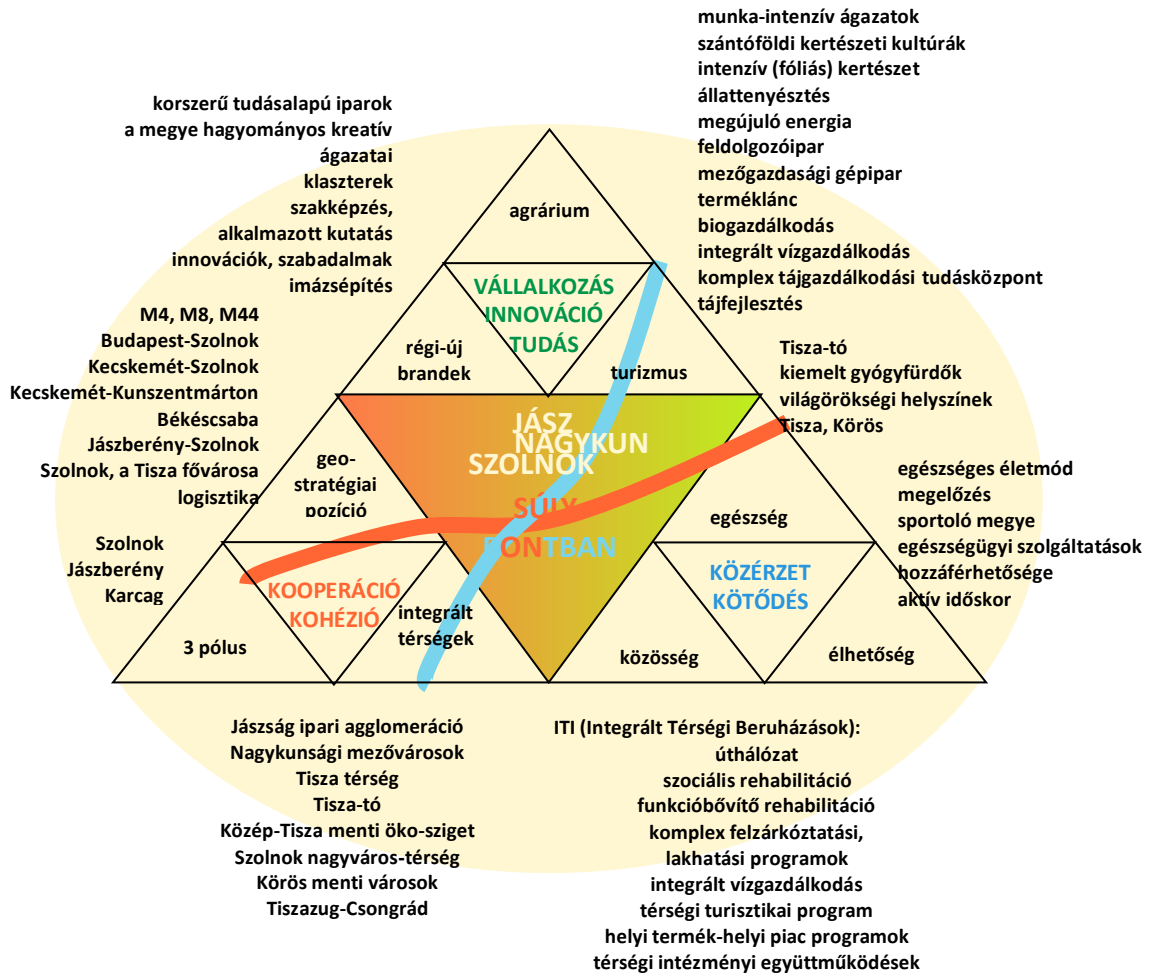 munka-intenzív ágazatok
szántóföldi kertészeti kultúrák
intenzív (fóliás) kertészet
állattenyésztés
megújuló energia
feldolgozóipar
mezőgazdasági gépipar
terméklánc
biogazdálkodás
integrált vízgazdálkodás
komplex tájgazdálkodási tudásközpont
tájfejlesztés
korszerű tudásalapú iparok
a megye hagyományos kreatív
ágazatai
klaszterek
szakképzés,
alkalmazott kutatás
innovációk, szabadalmak
imázsépítés
agrárium
VÁLLALKOZÁS
INNOVÁCIÓ
TUDÁS
régi-új
brandek
turizmus
M4, M8, M44
Budapest-Szolnok
Kecskemét-Szolnok
Kecskemét-Kunszentmárton
Békéscsaba
Jászberény-Szolnok
Szolnok, a Tisza fővárosa
logisztika
Tisza-tó
kiemelt gyógyfürdők
világörökségi helyszínek
Tisza, Körös
JÁSZ
NAGYKUN
SZOLNOK
SÚLY
PONTBAN
geo-
stratégiai
pozíció
egészség
egészséges életmód
megelőzés
sportoló megye
egészségügyi szolgáltatások
hozzáférhetősége
aktív időskor
Szolnok
Jászberény
Karcag
KOOPERÁCIÓ
KOHÉZIÓ
3 pólus
integrált
térségek
KÖZÉRZET
KÖTŐDÉS
közösség
élhetőség
Jászság ipari agglomeráció
Nagykunsági mezővárosok
Tisza térség
Tisza-tó
Közép-Tisza menti öko-sziget
Szolnok nagyváros-térség
Körös menti városok
Tiszazug-Csongrád
ITI (Integrált Térségi Beruházások):
úthálózat
szociális rehabilitáció
funkcióbővítő rehabilitáció
komplex felzárkóztatási,
lakhatási programok
integrált vízgazdálkodás
térségi turisztikai program
helyi termék-helyi piac programok
térségi intézményi együttműködések